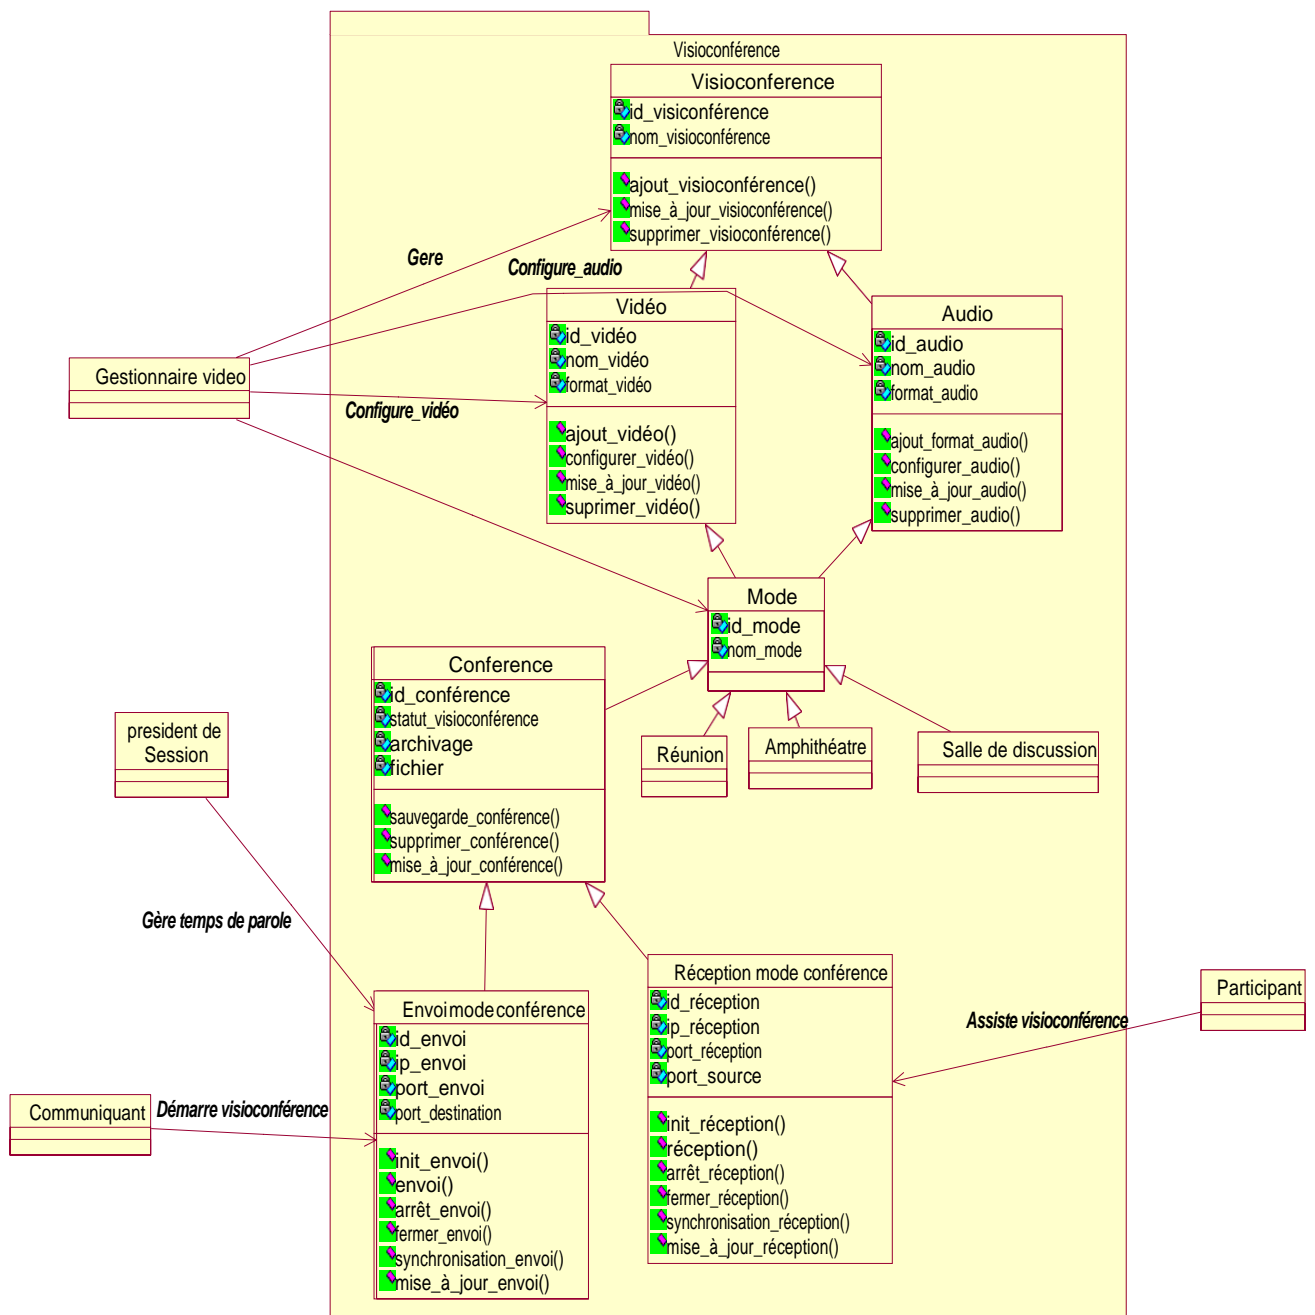 Visioconférence
Visioconference
id_visiconférence
nom_visioconférence
ajout_visioconférence()
mise_à_jour_visioconférence()
supprimer_visioconférence()
Gere
Configure_audio
Vidéo
id_vidéo
nom_vidéo
format_vidéo
ajout_vidéo()
configurer_vidéo()
mise_à_jour_vidéo()
suprimer_vidéo()
Audio
id_audio
nom_audio
format_audio
ajout_format_audio()
configurer_audio()
mise_à_jour_audio()
supprimer_audio()
Gestionnaire video
Configure_vidéo
Mode
id_mode
nom_mode
Conference
id_conférence
statut_visioconférence
archivage
fichier
sauvegarde_conférence()
supprimer_conférence()
mise_à_jour_conférence()
Réunion
Amphithéatre
Salle de discussion
president de
Session
Gère temps de parole
Envoi mode conférence
id_envoi
ip_envoi
port_envoi
port_destination
init_envoi()
envoi()
arrêt_envoi()
fermer_envoi()
synchronisation_envoi()
mise_à_jour_envoi()
Réception mode conférence
id_réception
ip_réception
port_réception
port_source
init_réception()
réception()
arrêt_réception()
fermer_réception()
synchronisation_réception()
mise_à_jour_réception()
Participant
Assiste visioconférence
Communiquant
Démarre visioconférence